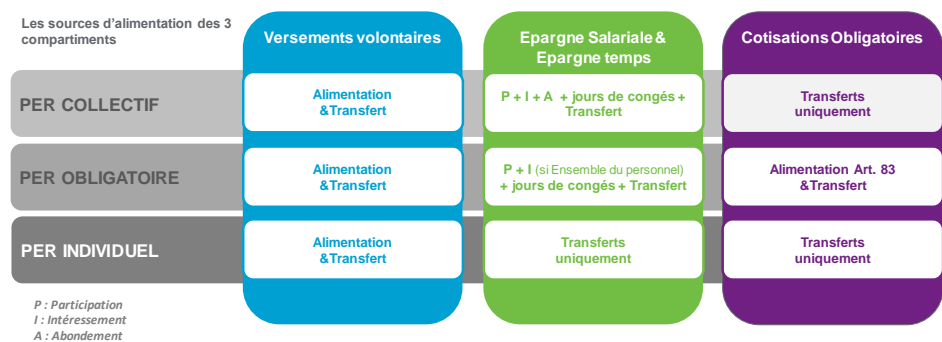 Les sources d'alimentation des 3
compartiments
Versements volontaires
Epargne Salariale &
Epargne temps
Cotisations Obligatoires
PER COLLECTIF
Alimentation
&Transfert
P + I + A + jours de congés +
Transfert
Transferts
uniquement
PER OBLIGATOIRE
Alimentation
&Transfert
P + I (si Ensemble du personnel)
+ jours de congés + Transfert
Alimentation Art. 83
&Transfert
PER INDIVIDUEL
Alimentation
&Transfert
Transferts
uniquement
Transferts
uniquement
P : Participation
I : Intéressement
A : Abondement